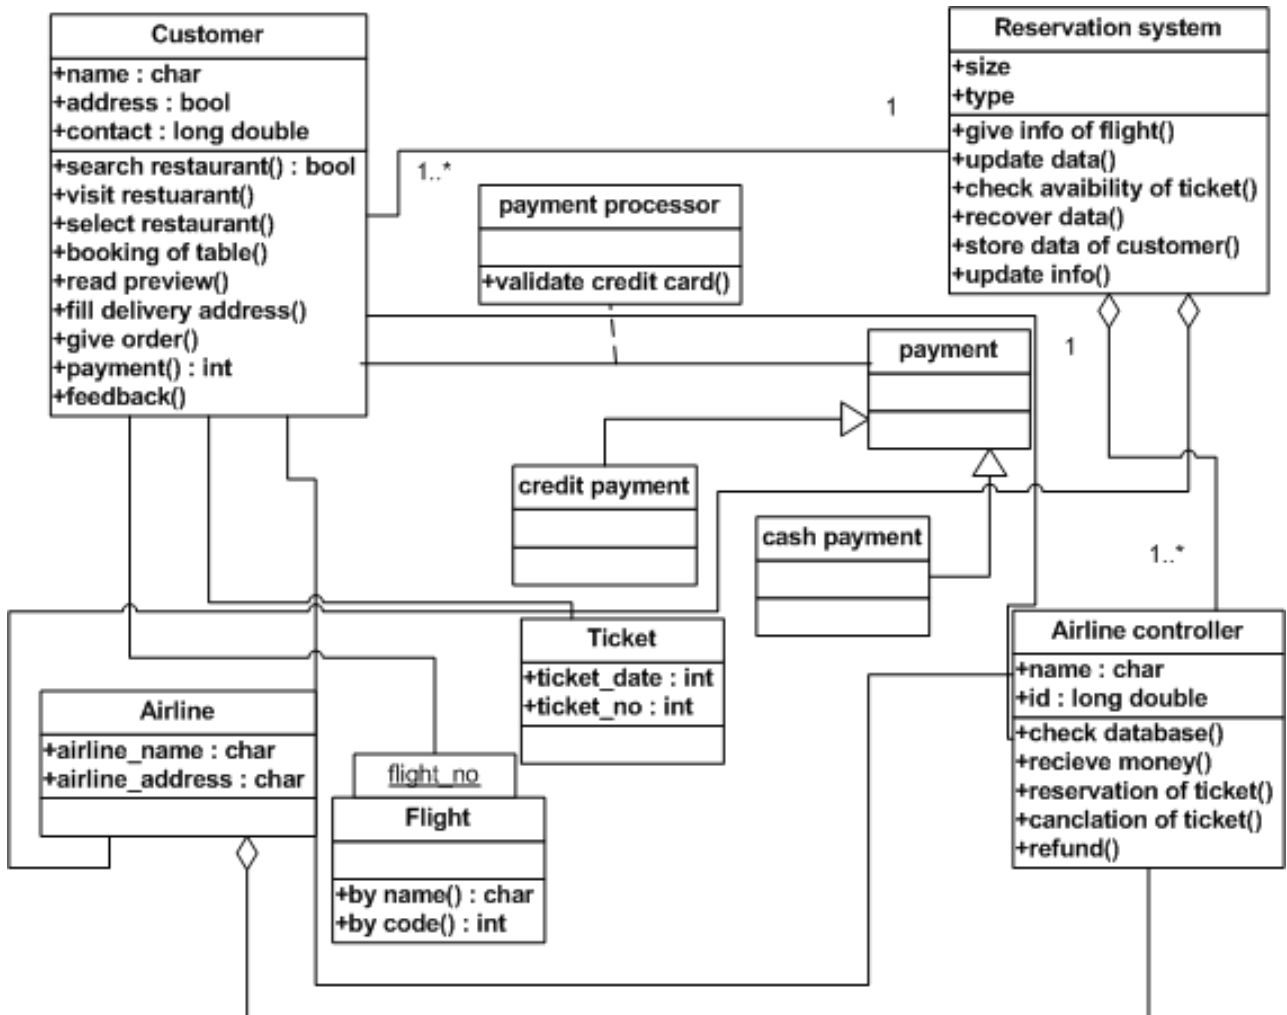 Customer
+name : char
+address : bool
+contact : long double
+search restaurant() : bool
+visit restuarant()
+select restaurant()
+booking of table()
+read preview()
+fill delivery address()
+give order()
+payment() : int
+feedback()
1
1..*
Reservation system
+size
+type
+give info of flight()
+update data()
+check avaibility of ticket()
+recover data()
+store data of customer()
+update info()
payment processor
+validate credit card()
payment
1
credit payment
cash payment
1..*
Ticket
+ticket_date : int
+ticket_no : int
Airline controller
+name : char
+id : long double
+check database()
+recieve money()
+reservation of ticket()
+canclation of ticket()
+refund()
Airline
+airline_name : char
+airline_address : char
flight_no
Flight
+by name() : char
+by code() : int